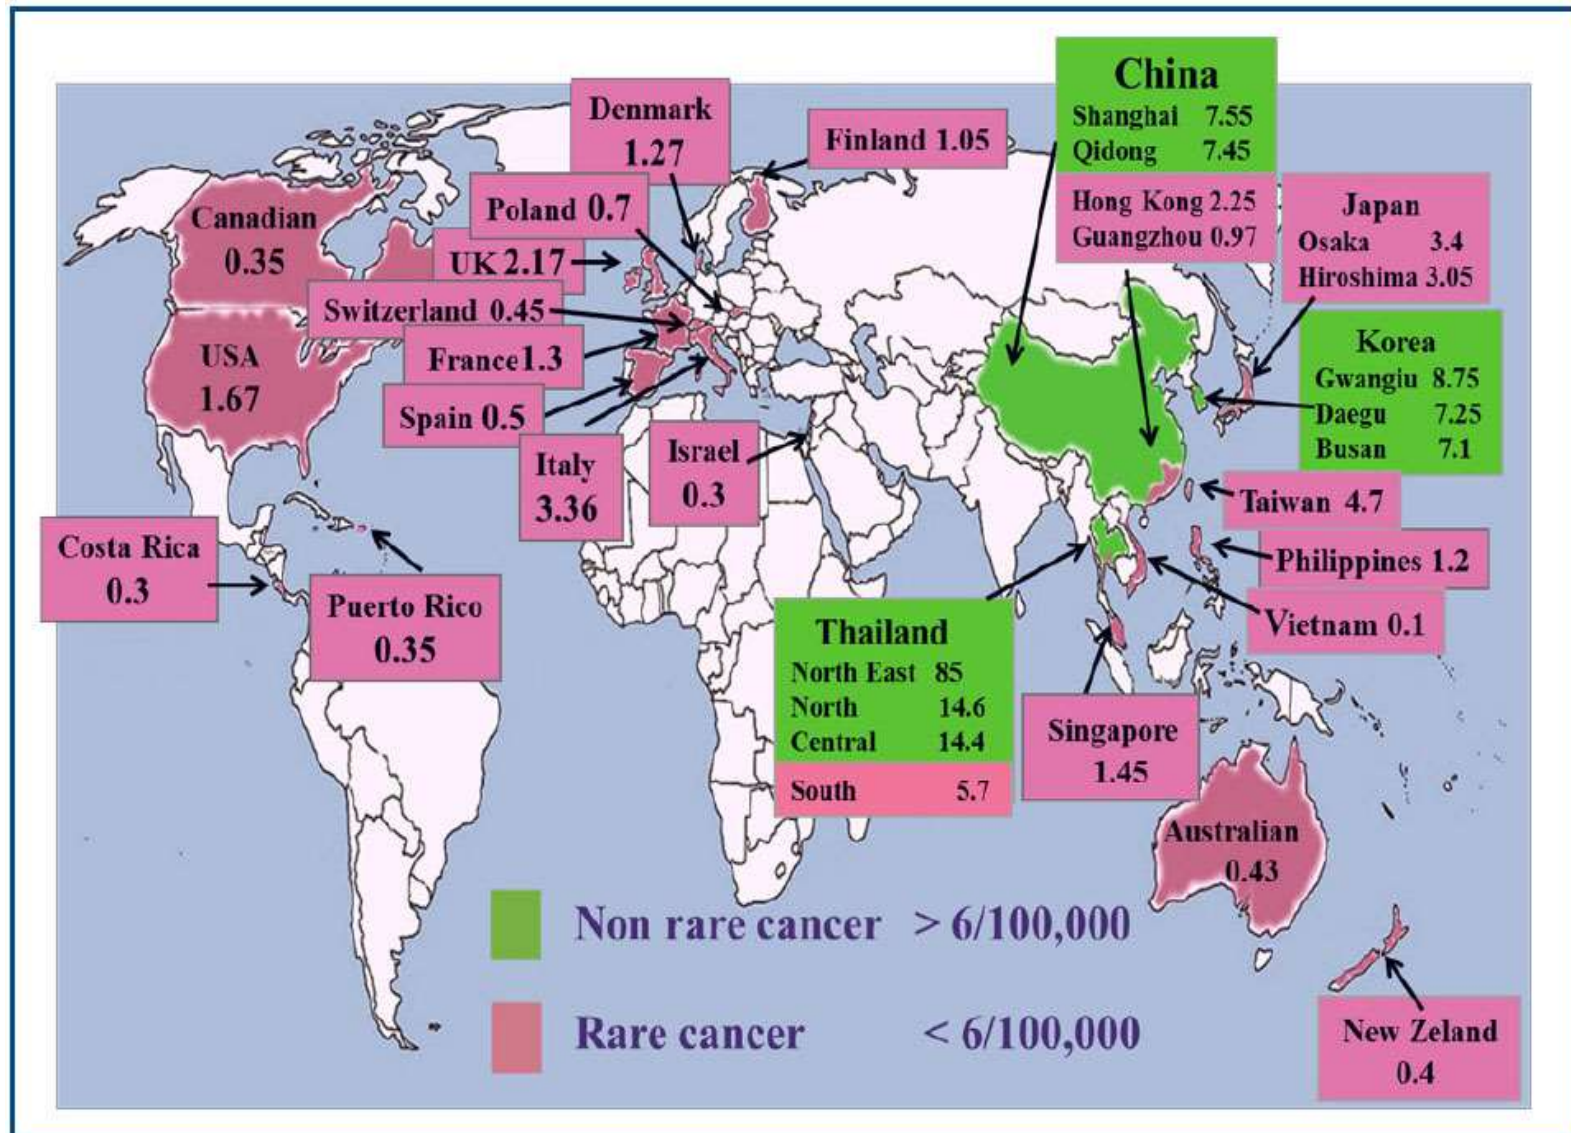 Denmark
1.27
Finland 1.05
China
Shanghai 7.55
Qidong 7.45
Hong Kong 2.25
Guangzhou 0.97
Japan
Osaka 3.4
Hiroshima 3.05
Canadian
0.35
Poland 0.7
UK 2.17
Switzerland 0.45
USA
1.67
France 1.3
Spain 0.5
Italy
3.36
Israel
0.3
Korea
Gwangiu 8.75
Daegu 7.25
Busan 7.1
Taiwan 4.7
Philippines 1.2
Vietnam 0.1
Costa Rica
0.3
Puerto Rico
0.35
Thailand
North East 85
North 14.6
Central 14.4
South 5.7
Singapore
1.45
Australian
0.43
Non rare cancer > 6/100,000
Rare cancer < 6/100,000
New Zeland
0.4